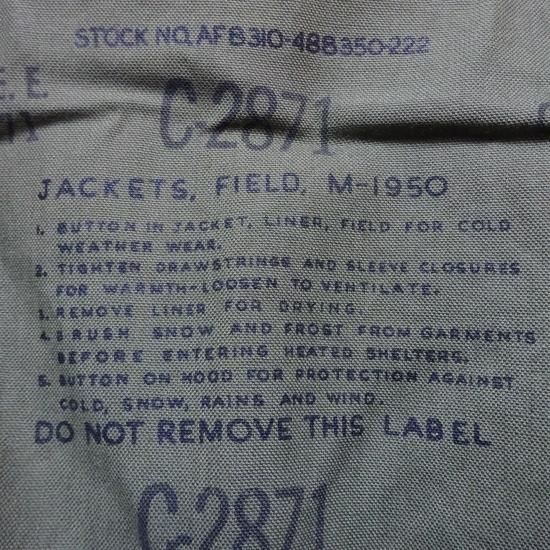 STOCK NO. AF8310-488350-222
E. E.
C-2871
71
JACKETS, FIELD, M-1950
1. BUTTON IN JACKET, LINER, FIELD FOR COLD
WEATHER WEAR.
2. TIGHTEN DRAWSTRINGS AND SLEEVE CLOSURES
FOR WARMTH-LOOSEN TO VENTILATE.
3. REMOVE LINER FOR DRYING.
4. BRUSH SNOW AND FROST FROM GARMENTS
BEFORE ENTERING HEATED SHELTERS.
5. BUTTON ON HOOD FOR PROTECTION AGAINST
COLD, SNOW, RAINS AND WIND.
DO NOT REMOVE THIS LABEL
C-2871